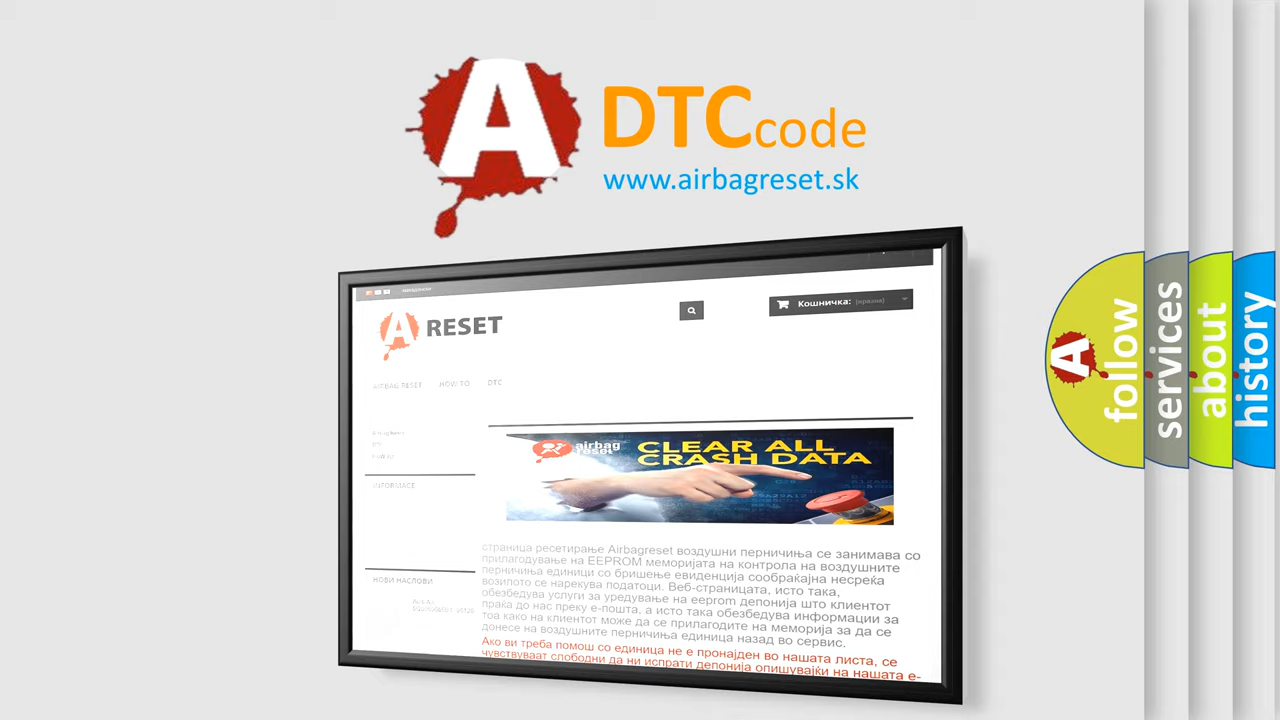 A
DTCcode
www.airbagreset.sk
Кошничка: (празна)
A RESET
AIRBAG RESET
HOW TO
DTC
airbag
reset
CLEAR ALL
CRASH DATA
INFORMACE
страница ресетирање Airbagreset воздушни перничиња се занимава со
прилагодување на EEPROM меморијата на контрола на воздушните
перничиња единици со бришење евиденција сообраќајна несреќа
возилото се нарекува податоци. Веб-страницата, исто така,
обезбедува услуги за уредување на eeprom депонија што клиентот
праќа до нас преку е-пошта, а исто така обезбедува информации за
тоа како на клиентот може да се прилагодите на меморија за да се
донесе на воздушните перничиња единица назад во сервис.
Ако ви треба помош со единица не е пронајден во нашата листа, се
чувствуваат слободни да ни испрати депонија опишувајќи на нашата е-
НОВИ НАСЛОВИ
A
follow
services
about
history